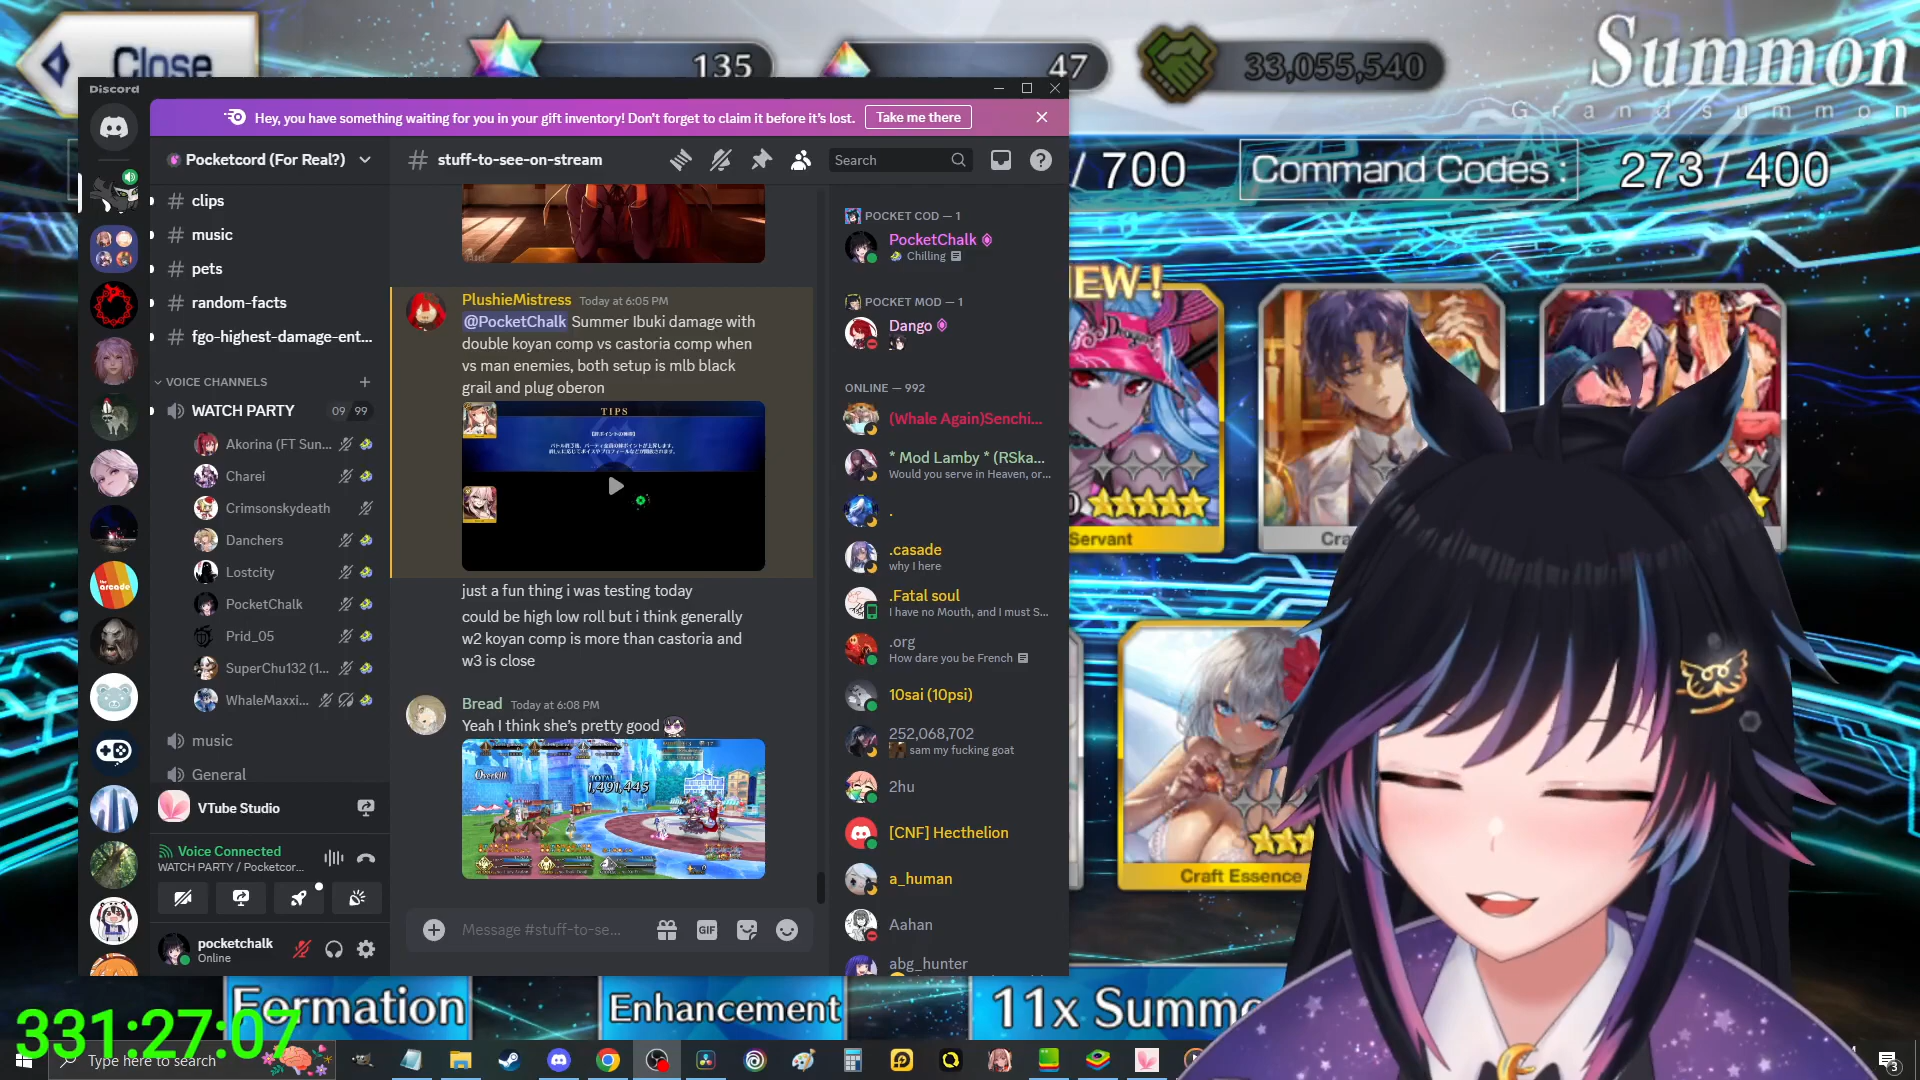 Close
135
47
33,055,540
Summon
Grandsummon
Discord
Hey, you have something waiting for you in your gift inventory! Don't forget to claim it before it's lost.
Take me there
Pocketcord (For Real?)
# stuff-to-see-on-stream
Search
/ 700
Command Codes :
273 / 400
# clips
# music
# pets
# random-facts
# fgo-highest-damage-ent...
VOICE CHANNELS
WATCH PARTY
09 99
Akorina (FT Sun...
Charei
Crimsonskydeath
Danchers
Lostcity
PocketChalk
Prid_05
SuperChu132 (1...
WhaleMaxxi...
music
General
VTube Studio
Voice Connected
WATCH PARTY / Pocketcor...
pocketchalk
Online
PlushieMistress Today at 6:05 PM
@PocketChalk Summer Ibuki damage with
double koyan comp vs castoria comp when
vs man enemies, both setup is mlb black
grail and plug oberon
TIPS
just a fun thing i was testing today
could be high low roll but i think generally
w2 koyan comp is more than castoria and
w3 is close
Bread Today at 6:08 PM
Yeah I think she's pretty good
Overkill
TOTAL
1,491,445
Message #stuff-to-se...
GIF
POCKET COD — 1
PocketChalk
Chilling
POCKET MOD — 1
Dango
ONLINE — 992
(Whale Again)Senchi...
* Mod Lamby * (RSka...
Would you serve in Heaven, or...
.
.casade
why I here
.Fatal soul
I have no Mouth, and I must S...
.org
How dare you be French
10sai (10psi)
252,068,702
sam my fucking goat
2hu
[CNF] Hecthelion
a_human
Aahan
abg_hunter
the arcade
NEW!
Servant
Cra
Craft Essence
Formation
Enhancement
11x Summo
331:27:07
Type here to search
3